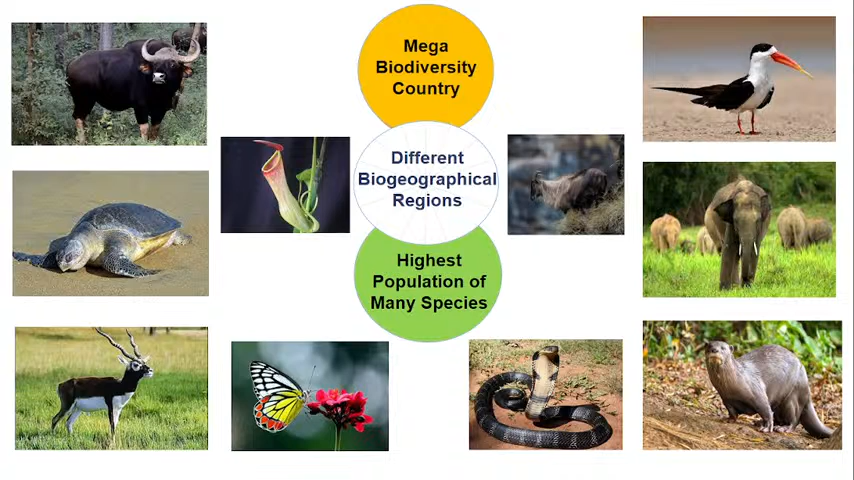 Mega
Biodiversity
Country
Different
Biogeographical
Regions
Highest
Population of
Many Species